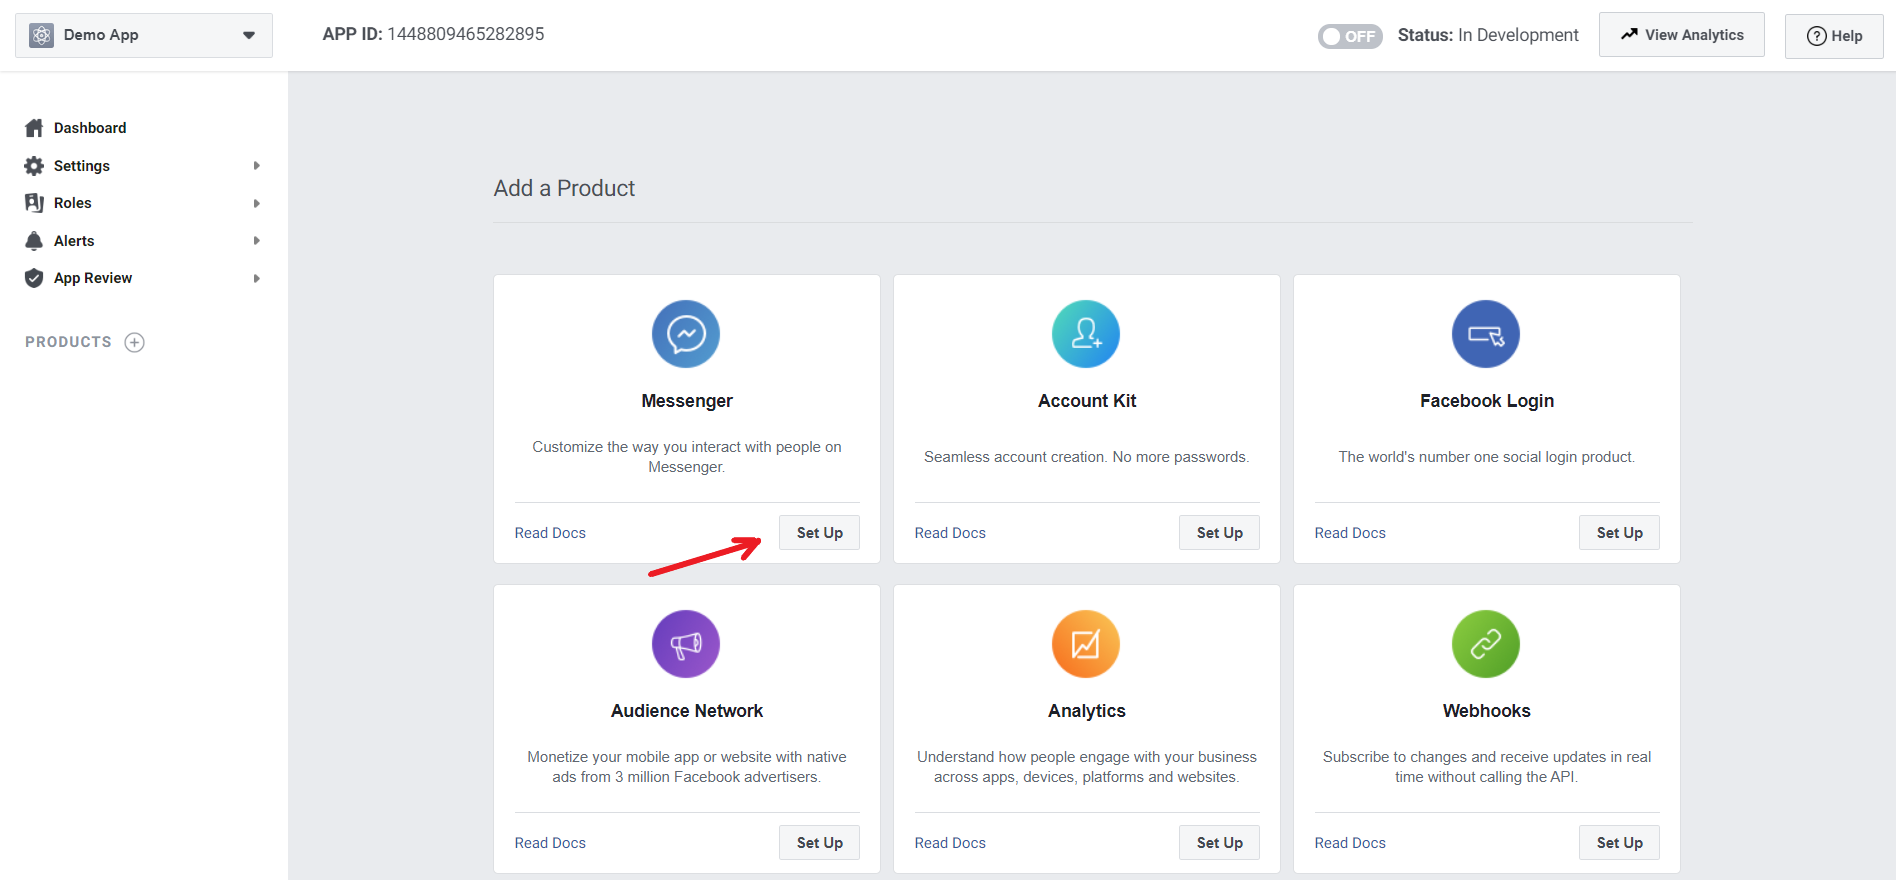 Demo App
APP ID: 1448809465282895
OFF
Status: In Development
View Analytics
? Help
Dashboard
Settings
Roles
Alerts
App Review
PRODUCTS
Add a Product
Messenger
Customize the way you interact with people on
Messenger.
Read Docs
Set Up
Account Kit
Seamless account creation. No more passwords.
Read Docs
Set Up
Facebook Login
The world's number one social login product.
Read Docs
Set Up
Audience Network
Monetize your mobile app or website with native
ads from 3 million Facebook advertisers.
Read Docs
Set Up
Analytics
Understand how people engage with your business
across apps, devices, platforms and websites.
Read Docs
Set Up
Webhooks
Subscribe to changes and receive updates in real
time without calling the API.
Read Docs
Set Up